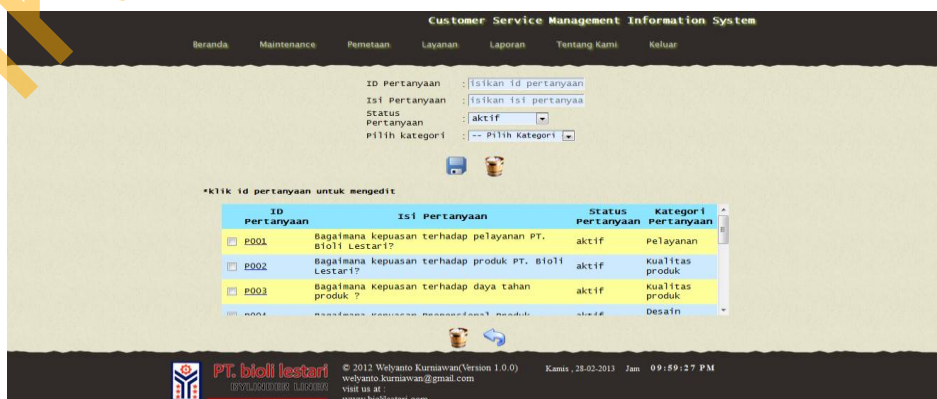 Customer Service Management Information System
Beranda Maintenance Pemetaan Layanan Laporan Tentang Kami Keluar
ID Pertanyaan : isikan id pertanyaan
Isi Pertanyaan : isikan isi pertanyaa
Status
Pertanyaan : aktif
Pilih kategori : -- Pilih Kategori
*klik id pertanyaan untuk mengedit
ID Pertanyaan Isi Pertanyaan Status Pertanyaan Kategori Pertanyaan
P001 Bagaimana kepuasan terhadap pelayanan PT. Bioli Lestari? aktif Pelayanan
P002 Bagaimana kepuasan terhadap produk PT. Bioli Lestari? aktif Kualitas produk
P003 Bagaimana Kepuasan terhadap daya tahan produk ? aktif Kualitas produk
Desain
PT. bioli lestari
CYLINDER LINER
© 2012 Welyanto Kurniawan(Version 1.0.0)
welyanto.kurniawan@gmail.com
visit us at :
Kamis , 28-02-2013 Jam 09:59:27 PM